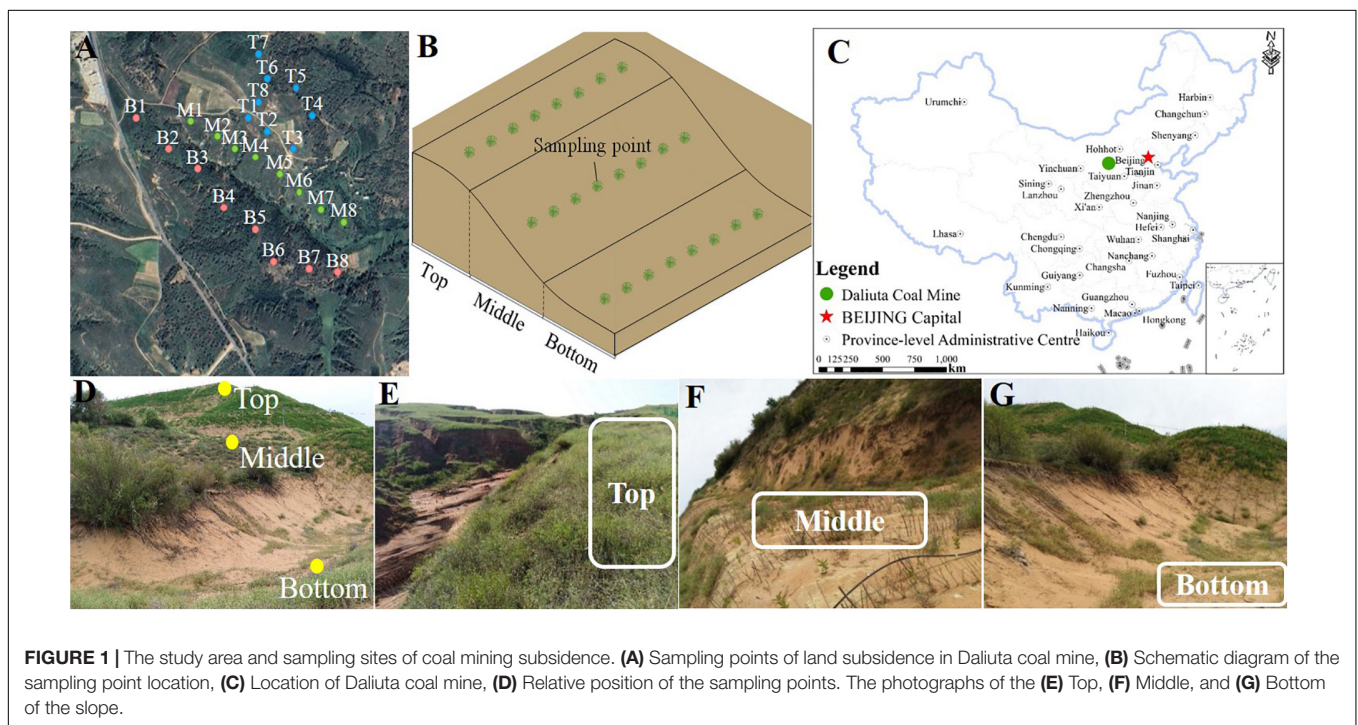 A
T7
T6
T5
T8
T4
B1
M1
T1
T2
M2
B2
M3
T3
M4
B3
M5
M6
B4
M7
B5
M8
B6
B7
B8
B
Sampling point
Top
Middle
Bottom
C
N
Urumchi
Harbin
Changchun
Shenyang
Hohhot
Beijing
Tianjin
Yinchuan
Taiyuan
Jinan
Sining
Lanzhou
Zhengzhou
Xi'an
Nanjing
Hefei
Shanghai
Lhasa
Chengdu
Wuhan
Chongqing
Nanchang
Changsha
Guiyang
Fuzhou
Taipei
Kunming
Guangzhou
Nanning
Macao
Hongkong
Haikou
Legend
Daliuta Coal Mine
BEIJING Capital
Province-level Administrative Centre
0 125250 500 750 1,000
km
D
Top
Middle
Bottom
E
Top
F
Middle
G
Bottom
FIGURE 1 | The study area and sampling sites of coal mining subsidence. (A) Sampling points of land subsidence in Daliuta coal mine, (B) Schematic diagram of the
sampling point location, (C) Location of Daliuta coal mine, (D) Relative position of the sampling points. The photographs of the (E) Top, (F) Middle, and (G) Bottom
of the slope.